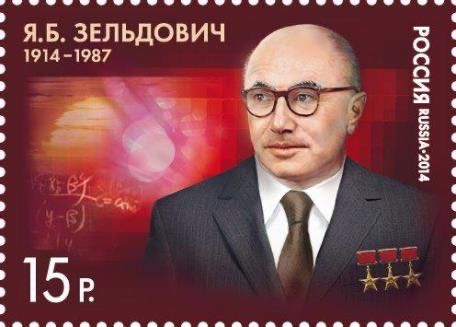 Я.Б. ЗЕЛЬДОВИЧ
1914–1987
РОССИЯ
RUSSIA•2014
15 Р.